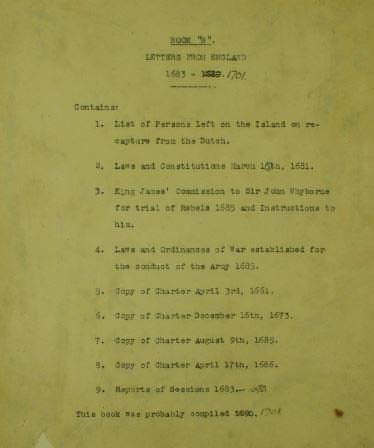 BOOK "B".
LETTERS FROM ENGLAND
1683 - 1689. 1701.
Contains:
1. List of Persons left on the Island on re-
capture from the Dutch.
2. Laws and Constitutions March 15th, 1681.
3. King James' Commission to Sir John Whyborne
for trial of Rebels 1685 and Instructions to
him.
4. Laws and Ordinances of War established for
the conduct of the Army 1685.
5. Copy of Charter April 3rd, 1661.
6. Copy of Charter December 16th, 1673.
7. Copy of Charter August 9th, 1685.
8. Copy of Charter April 17th, 1686.
9. Reports of Sessions 1683.
This book was probably compiled 1690. 1701